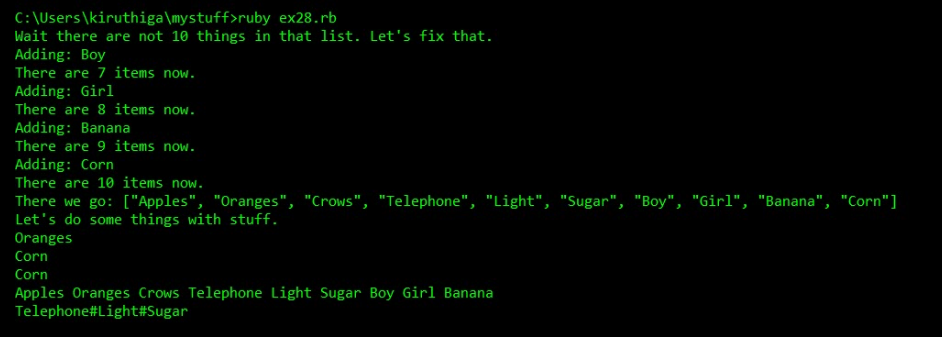 C:\Users\kiruthiga\mystuff>ruby ex28.rb
Wait there are not 10 things in that list. Let's fix that.
Adding: Boy
There are 7 items now.
Adding: Girl
There are 8 items now.
Adding: Banana
There are 9 items now.
Adding: Corn
There are 10 items now.
There we go: ["Apples", "Oranges", "Crows", "Telephone", "Light", "Sugar", "Boy", "Girl", "Banana", "Corn"]
Let's do some things with stuff.
Oranges
Corn
Corn
Apples Oranges Crows Telephone Light Sugar Boy Girl Banana
Telephone#Light#Sugar